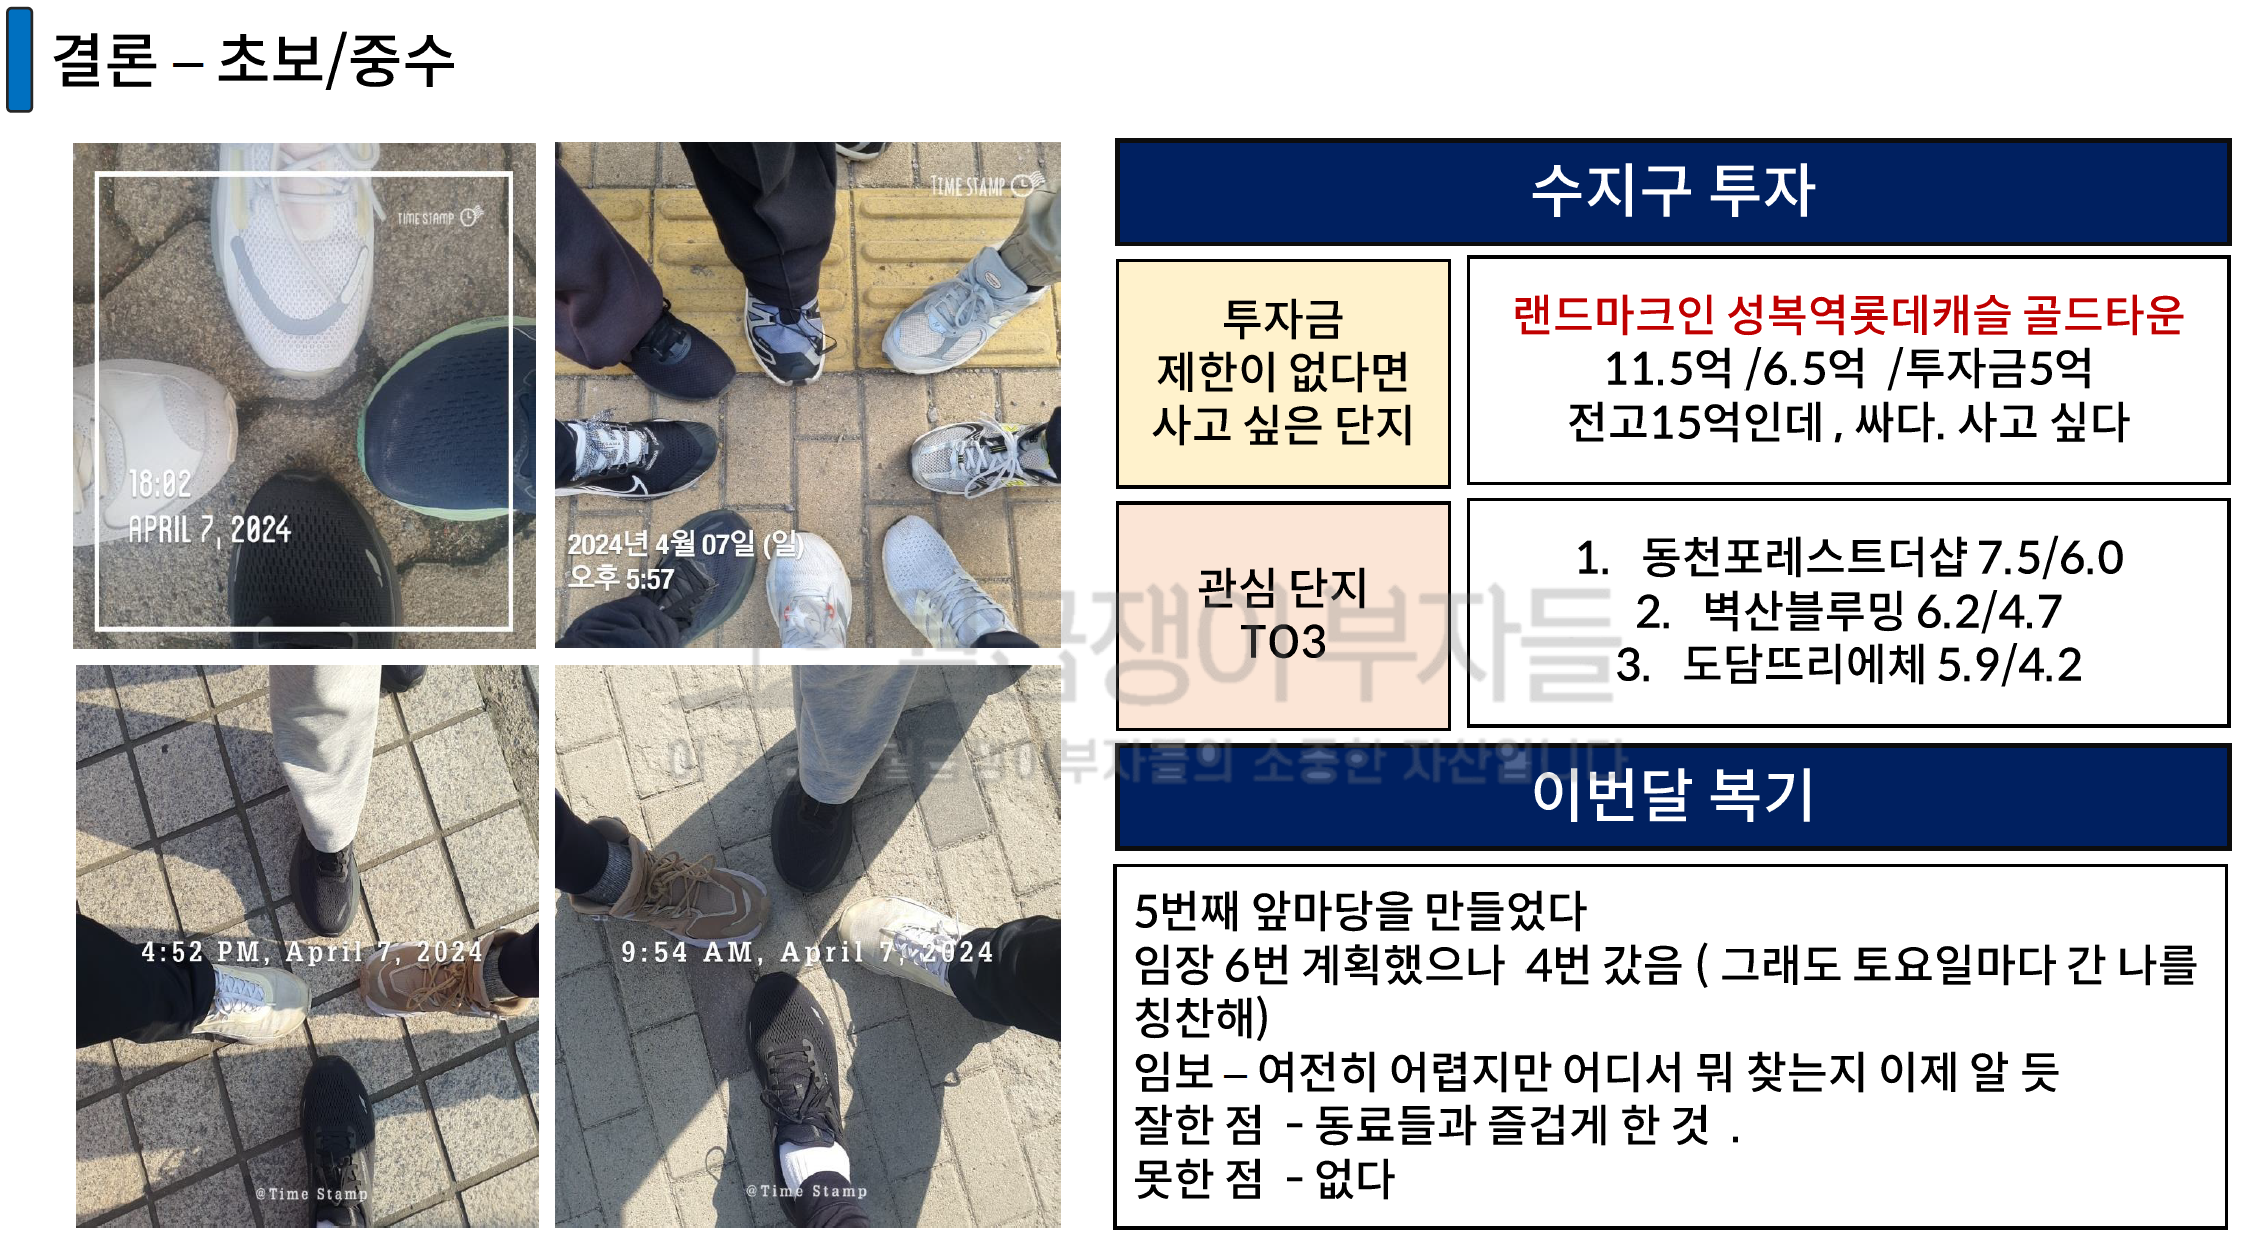 결론 – 초보/중수
TIME STAMP
18:02
APRIL 7, 2024
TIME STAMP
2024년 4월 07일 (일)
오후 5:57
4:52 PM, April 7, 2024
@Time Stamp
9:54 AM, April 7, 2024
@Time Stamp
수지구 투자
투자금
제한이 없다면
사고 싶은 단지
랜드마크인 성복역롯데캐슬 골드타운
11.5억 /6.5억 /투자금5억
전고15억인데 , 싸다. 사고 싶다
관심 단지
TO3
1. 동천포레스트더샵 7.5/6.0
2. 벽산블루밍 6.2/4.7
3. 도담뜨리에체 5.9/4.2
쟁이부자들
부자들의 소중한 자산입니다
이번달 복기
5번째 앞마당을 만들었다
임장 6번 계획했으나 4번 갔음 ( 그래도 토요일마다 간 나를
칭찬해)
임보 – 여전히 어렵지만 어디서 뭐 찾는지 이제 알 듯
잘한 점 - 동료들과 즐겁게 한 것 .
못한 점 - 없다